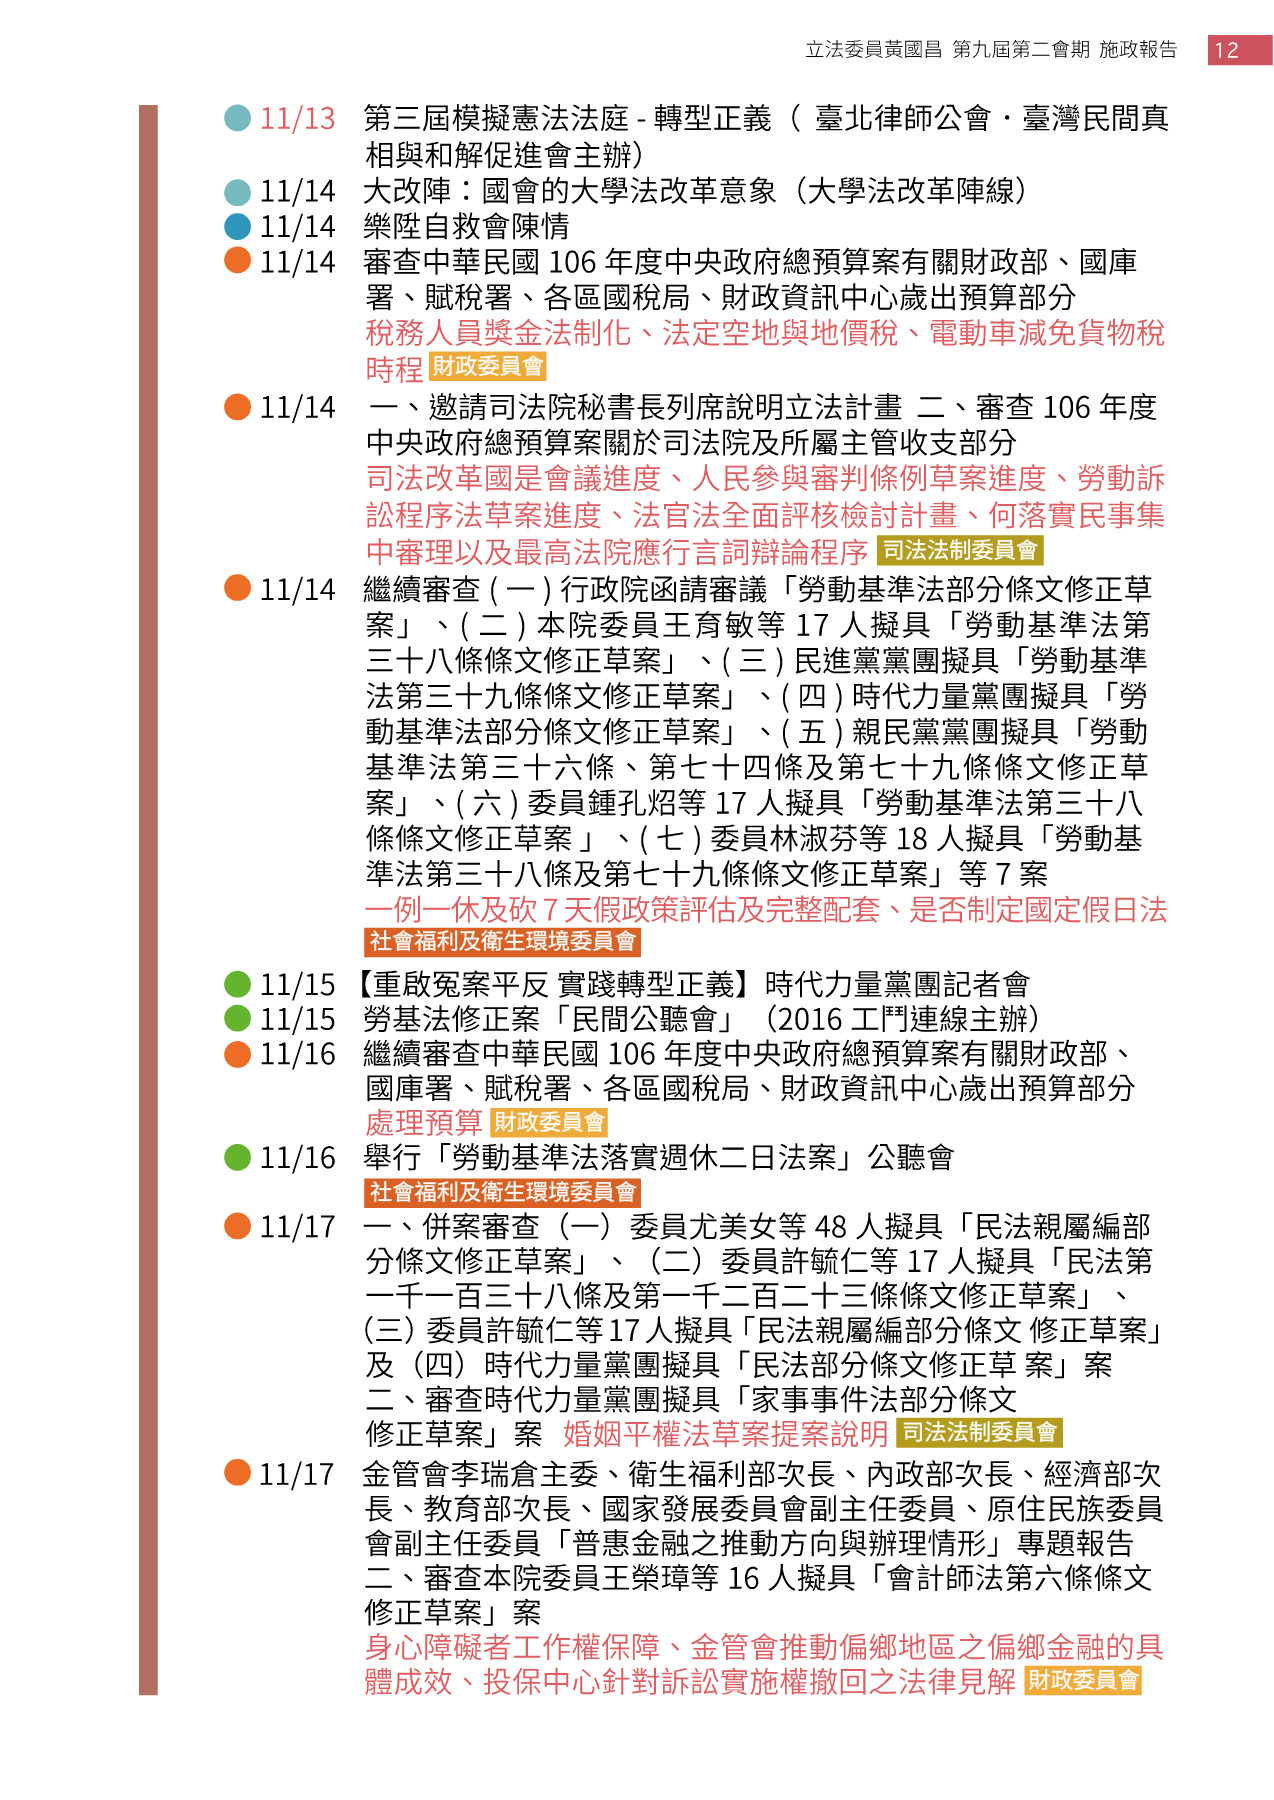 立法委員黃國昌 第九屆第二會期 施政報告 12
11/13 第三屆模擬憲法法庭 - 轉型正義（ 臺北律師公會・臺灣民間真
相與和解促進會主辦）
11/14 大改陣：國會的大學法改革意象（大學法改革陣線）
11/14 樂陞自救會陳情
11/14 審查中華民國 106 年度中央政府總預算案有關財政部、國庫
署、賦稅署、各區國稅局、財政資訊中心歲出預算部分
稅務人員獎金法制化、法定空地與地價稅、電動車減免貨物稅
時程 財政委員會
11/14 一、邀請司法院秘書長列席說明立法計畫 二、審查 106 年度
中央政府總預算案關於司法院及所屬主管收支部分
司法改革國是會議進度、人民參與審判條例草案進度、勞動訴
訟程序法草案進度、法官法全面評核檢討計畫、何落實民事集
中審理以及最高法院應行言詞辯論程序 司法法制委員會
11/14 繼續審查 ( 一 ) 行政院函請審議「勞動基準法部分條文修正草
案」、( 二 ) 本院委員王育敏等 17 人擬具「勞動基準法第
三十八條條文修正草案」、( 三 ) 民進黨黨團擬具「勞動基準
法第三十九條條文修正草案」、( 四 ) 時代力量黨團擬具「勞
動基準法部分條文修正草案」、( 五 ) 親民黨黨團擬具「勞動
基準法第三十六條、第七十四條及第七十九條條文修正草
案」、( 六 ) 委員鍾孔炤等 17 人擬具「勞動基準法第三十八
條條文修正草案 」、( 七 ) 委員林淑芬等 18 人擬具「勞動基
準法第三十八條及第七十九條條文修正草案」等 7 案
一例一休及砍 7 天假政策評估及完整配套、是否制定國定假日法
社會福利及衛生環境委員會
11/15 【重啟冤案平反 實踐轉型正義】時代力量黨團記者會
11/15 勞基法修正案「民間公聽會」（2016 工鬥連線主辦）
11/16 繼續審查中華民國 106 年度中央政府總預算案有關財政部、
國庫署、賦稅署、各區國稅局、財政資訊中心歲出預算部分
處理預算 財政委員會
11/16 舉行「勞動基準法落實週休二日法案」公聽會
社會福利及衛生環境委員會
11/17 一、併案審查（一）委員尤美女等 48 人擬具「民法親屬編部
分條文修正草案」、（二）委員許毓仁等 17 人擬具「民法第
一千一百三十八條及第一千二百二十三條條文修正草案」、
（三）委員許毓仁等 17 人擬具「民法親屬編部分條文 修正草案」
及（四）時代力量黨團擬具「民法部分條文修正草 案」案
二、審查時代力量黨團擬具「家事事件法部分條文
修正草案」案 婚姻平權法草案提案說明 司法法制委員會
11/17 金管會李瑞倉主委、衛生福利部次長、內政部次長、經濟部次
長、教育部次長、國家發展委員會副主任委員、原住民族委員
會副主任委員「普惠金融之推動方向與辦理情形」專題報告
二、審查本院委員王榮璋等 16 人擬具「會計師法第六條條文
修正草案」案
身心障礙者工作權保障、金管會推動偏鄉地區之偏鄉金融的具
體成效、投保中心針對訴訟實施權撤回之法律見解 財政委員會